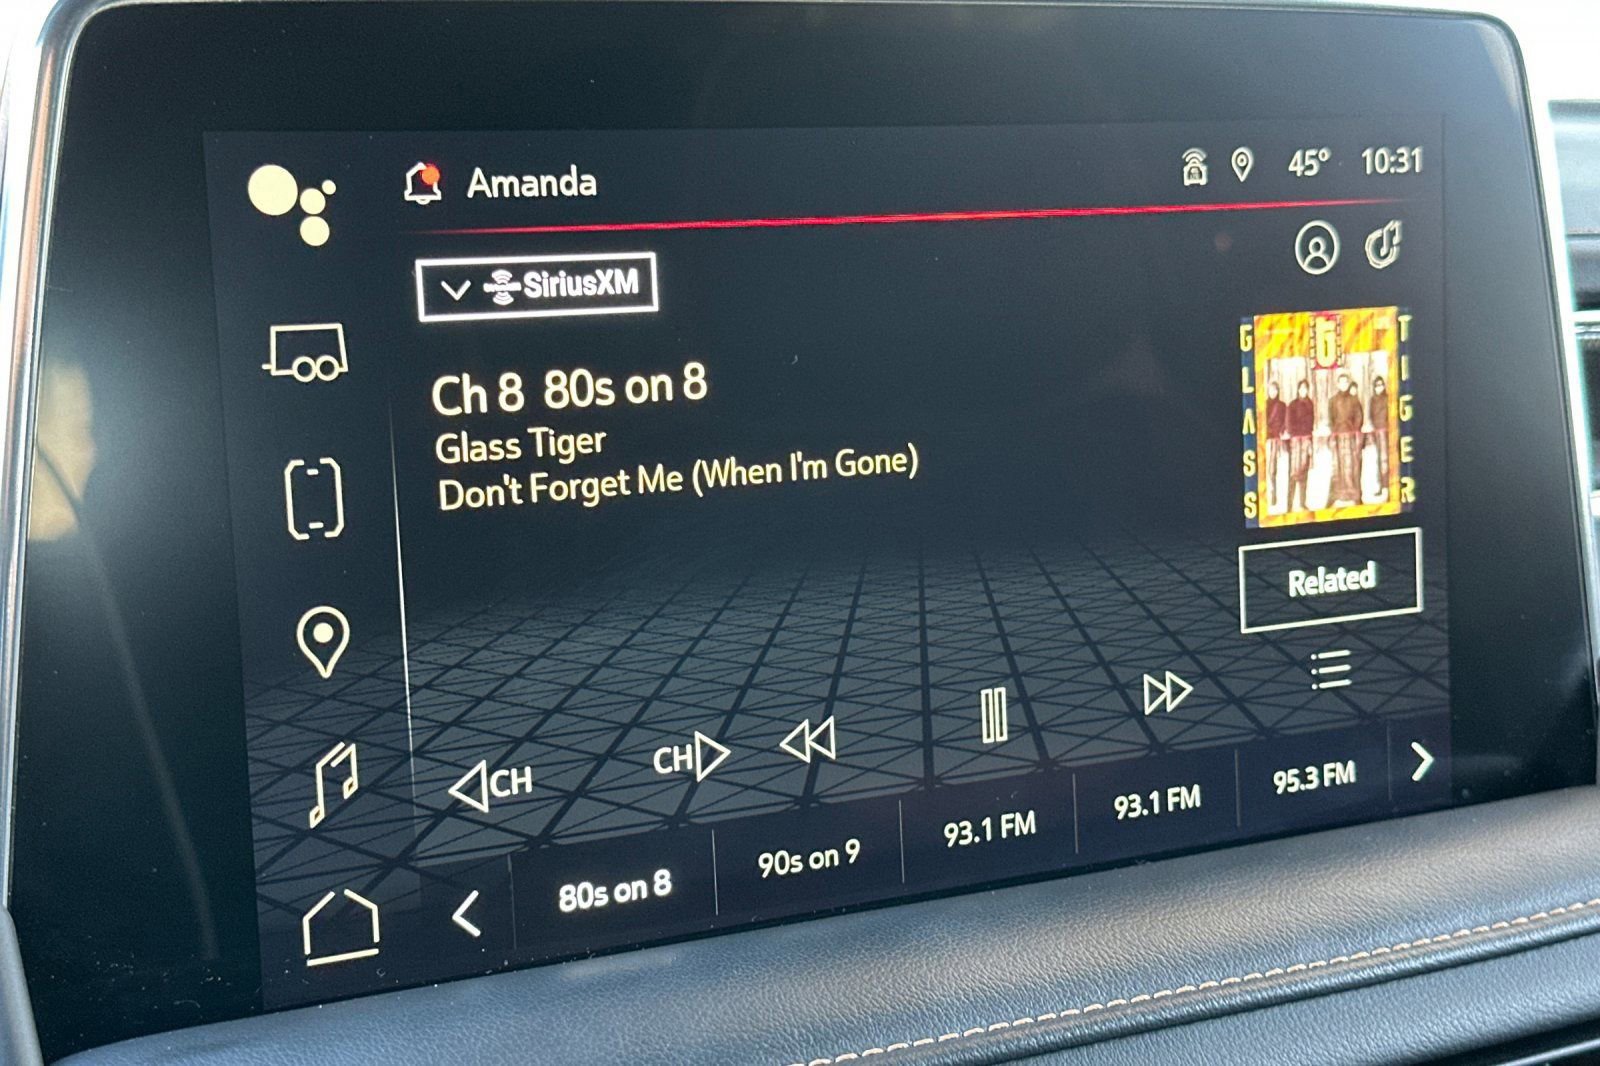 Amanda
45° 10:31
SiriusXM
Ch 8 80s on 8
Glass Tiger
Don't Forget Me (When I'm Gone)
GLASS
TIGER
Related
CH
CH
80s on 8
90s on 9
93.1 FM
93.1 FM
95.3 FM